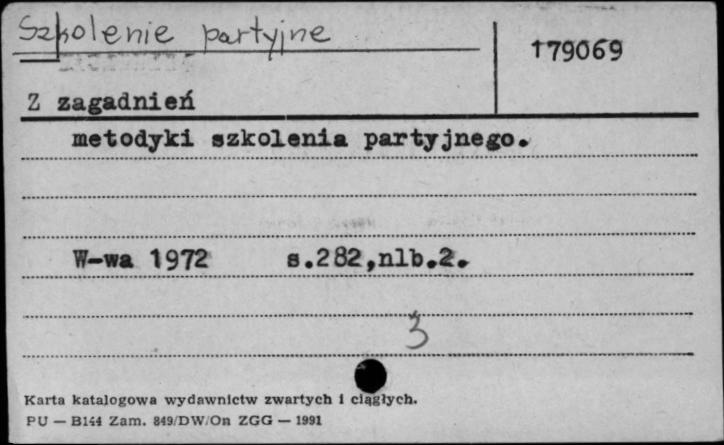 Szkolenie partyjne
179069
Z zagadnień
metodyki szkolenia partyjnego.
W-wa 1972 s.282,nlb.2.
3
Karta katalogowa wydawnictw zwartych i ciągłych.
PU — B144 Zam. 849/DW/On ZGG — 1991